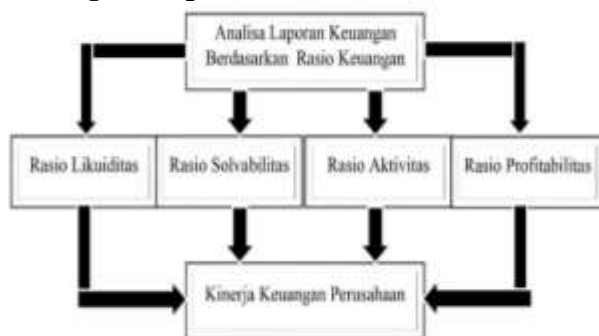 Analisa Laporan Keuangan
Berdasarkan Rasio Keuangan
Rasio Likuiditas
Rasio Solvabilitas
Rasio Aktivitas
Rasio Profitabilitas
Kinerja Keuangan Perusahaan